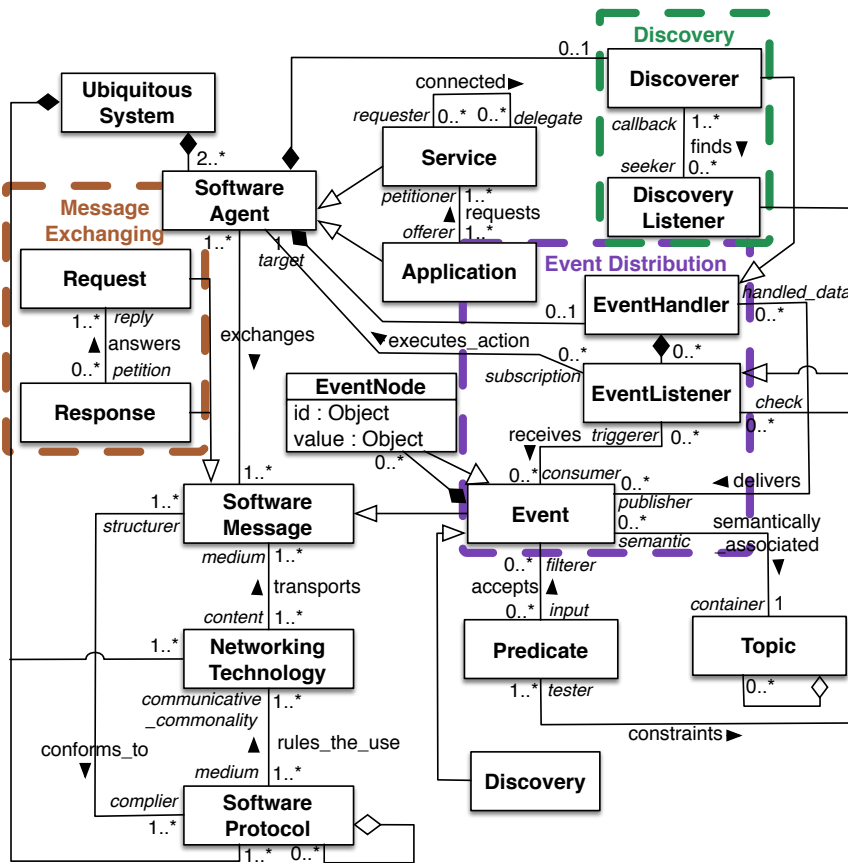 Discovery
0..1
connected
Discoverer
Ubiquitous
System
requester
0..*
0..*
delegate
callback
1..*
finds
Service
2..*
seeker
0..*
Software
Agent
petitioner
1..*
Discovery
Listener
Message
Exchanging
requests
offerer
1..*
1..*
1
target
Event Distribution
Request
Application
EventHandler
handled_data
0..*
0..1
1..*
reply
exchanges
executes_action
answers
0..*
0..*
0..*
petition
subscription
EventListener
EventNode
Response
id : Object
value : Object
check
0..*
receives
triggerer
0..*
0..*
1..*
1..*
0..*
consumer
0..*
delivers
publisher
structurer
Software
Message
Event
0..*
semantic
semantically
_associated
medium
1..*
0..*
filterer
transports
accepts
content
1..*
0..*
input
container
1
1..*
Networking
Technology
Predicate
Topic
communicative
_commonality
1..*
1..*
tester
0..*
conforms_to
rules_the_use
constraints
medium
1..*
Discovery
complier
1..*
Software
Protocol
1..*
0..*